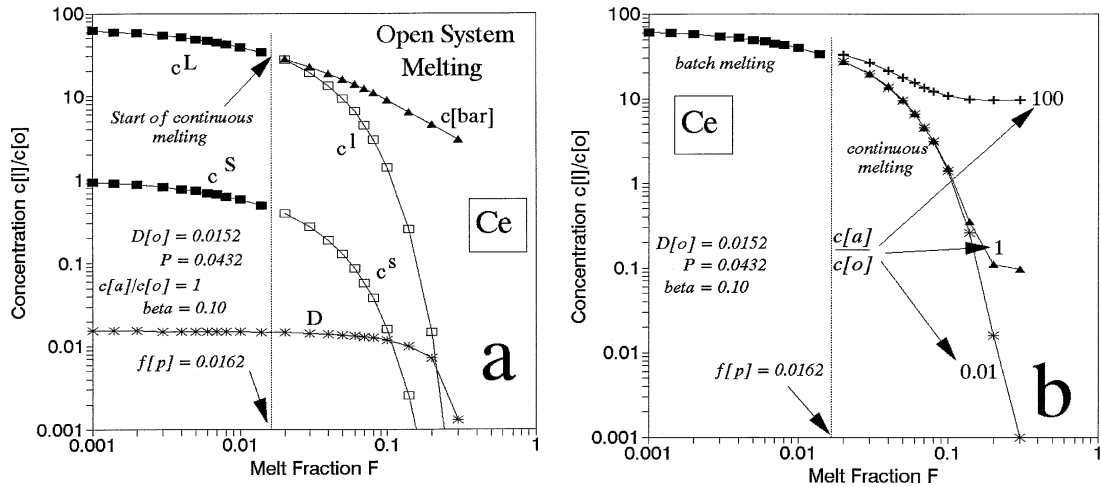 100
Open System
Melting
c^L
10
Start of continuous
melting
c[bar]
c^l
1
c^s
Ce
D[o] = 0.0152
P = 0.0432
c[a]/c[o] = 1
beta = 0.10
0.1
c^s
D
0.01
f[p] = 0.0162
a
0.001
0.001
0.01
0.1
1
Melt Fraction F
Concentration c[l]/c[o]
100
batch melting
10
100
Ce
continuous
melting
1
D[o] = 0.0152
P = 0.0432
beta = 0.10
c[a]
c[o]
1
0.1
0.01
f[p] = 0.0162
0.01
b
0.001
0.001
0.01
0.1
1
Melt Fraction F
Concentration c[l]/c[o]